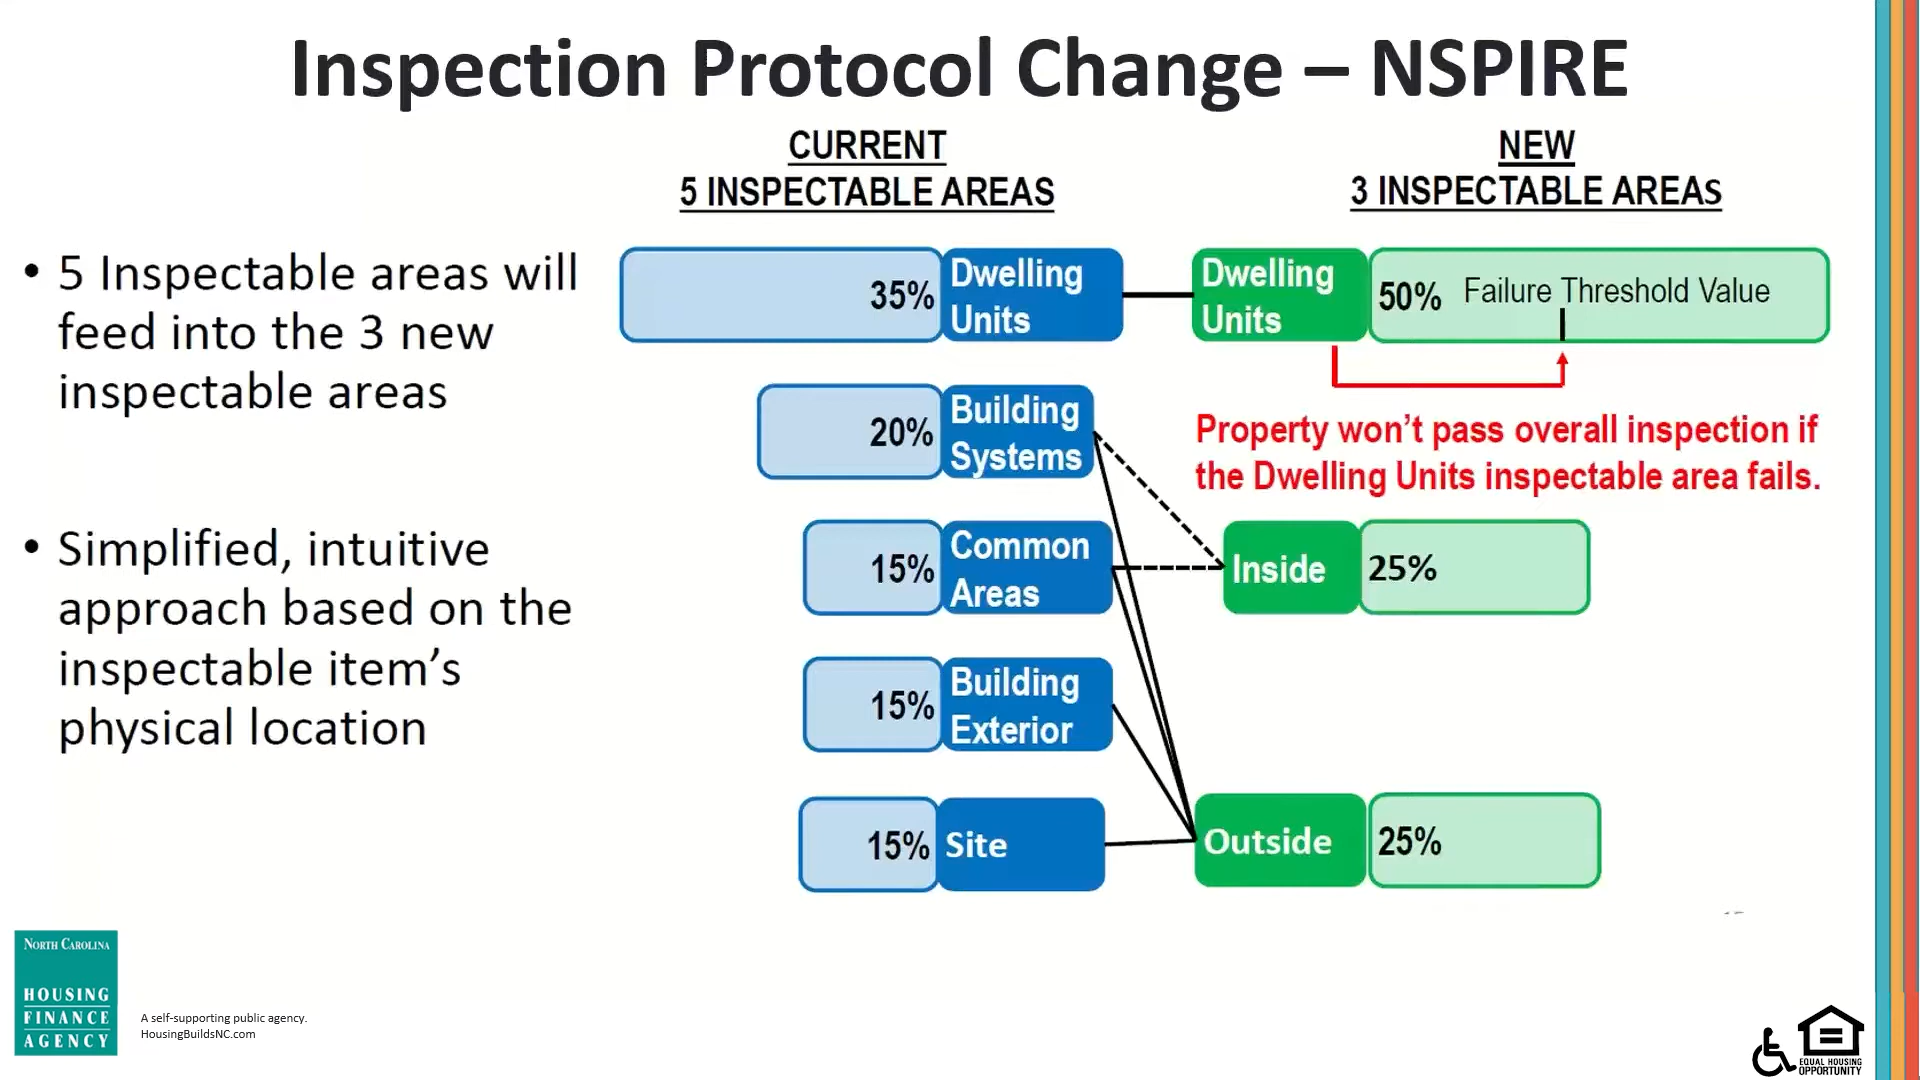 Inspection Protocol Change – NSPIRE
CURRENT
5 INSPECTABLE AREAS
NEW
3 INSPECTABLE AREAs
• 5 Inspectable areas will
feed into the 3 new
inspectable areas
• Simplified, intuitive
approach based on the
inspectable item’s
physical location
35%
Dwelling
Units
20%
Building
Systems
15%
Common
Areas
15%
Building
Exterior
15%
Site
Dwelling
Units
50%
Failure Threshold Value
Property won’t pass overall inspection if
the Dwelling Units inspectable area fails.
Inside
25%
Outside
25%
NORTH CAROLINA
HOUSING
FINANCE
AGENCY
A self-supporting public agency.
HousingBuildsNC.com
EQUAL HOUSING
OPPORTUNITY